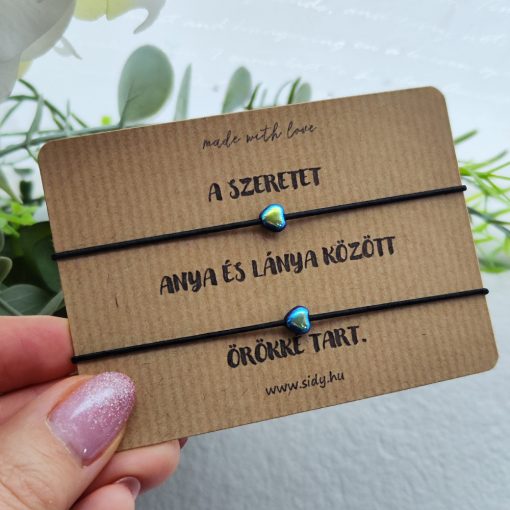 made with love
A SZERETET
ANYA ÉS LÁNYA KÖZÖTT
ÖRÖKKÉ TART.
www.sidy.hu